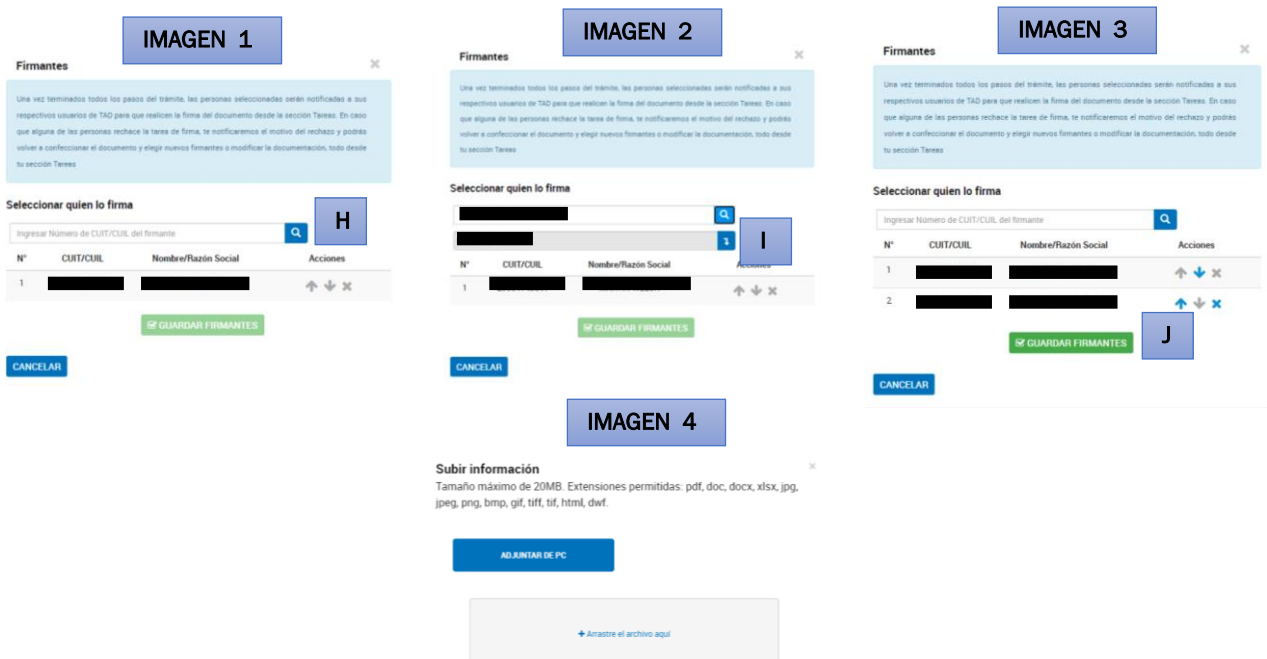 IMAGEN 1
Firmantes
Una vez terminados todos los pasos del trámite, las personas seleccionadas serán notificadas a sus
respectivos usuarios de TAD para que realicen la firma del documento desde la sección Tareas. En caso
que alguna de las personas rechace la tarea de firma, te notificaremos el motivo del rechazo y podrás
volver a confeccionar el documento y elegir nuevos firmantes o modificar la documentación, todo desde
tu sección Tareas
Seleccionar quien lo firma
Ingresar Número de CUIT/CUIL del firmante
H
N° CUIT/CUIL Nombre/Razón Social Acciones
1
GUARDAR FIRMANTES
CANCELAR
IMAGEN 2
Firmantes
Una vez terminados todos los pasos del trámite, las personas seleccionadas serán notificadas a sus
respectivos usuarios de TAD para que realicen la firma del documento desde la sección Tareas. En caso
que alguna de las personas rechace la tarea de firma, te notificaremos el motivo del rechazo y podrás
volver a confeccionar el documento y elegir nuevos firmantes o modificar la documentación, todo desde
tu sección Tareas
Seleccionar quien lo firma
I
N° CUIT/CUIL Nombre/Razón Social Acciones
1
GUARDAR FIRMANTES
CANCELAR
IMAGEN 3
Firmantes
Una vez terminados todos los pasos del trámite, las personas seleccionadas serán notificadas a sus
respectivos usuarios de TAD para que realicen la firma del documento desde la sección Tareas. En caso
que alguna de las personas rechace la tarea de firma, te notificaremos el motivo del rechazo y podrás
volver a confeccionar el documento y elegir nuevos firmantes o modificar la documentación, todo desde
tu sección Tareas
Seleccionar quien lo firma
Ingresar Número de CUIT/CUIL del firmante
N° CUIT/CUIL Nombre/Razón Social Acciones
1
2
GUARDAR FIRMANTES
J
CANCELAR
IMAGEN 4
Subir información
Tamaño máximo de 20MB. Extensiones permitidas: pdf, doc, docx, xlsx, jpg,
jpeg, png, bmp, gif, tiff, tif, html, dwf.
ADJUNTAR DE PC
+ Arrastre el archivo aquí